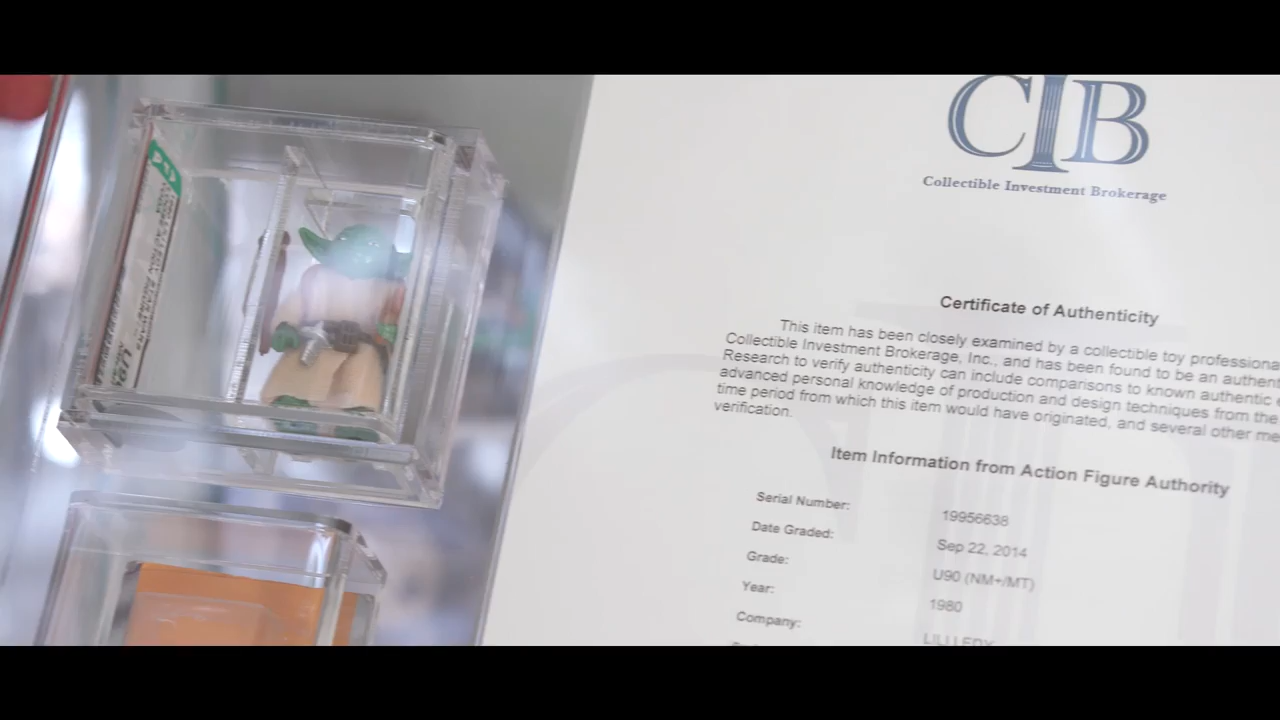 CIB
Collectible Investment Brokerage
Certificate of Authenticity
This item has been closely examined by a collectible toy professiona
Collectible Investment Brokerage, Inc., and has been found to be an authent
Research to verify authenticity can include comparisons to known authentic
advanced personal knowledge of production and design techniques from the
time period from which this item would have originated, and several other me
verification.
Item Information from Action Figure Authority
Serial Number: 19956638
Date Graded: Sep 22, 2014
Grade: U90 (NM+/MT)
Year: 1980
Company: LILI LEDY